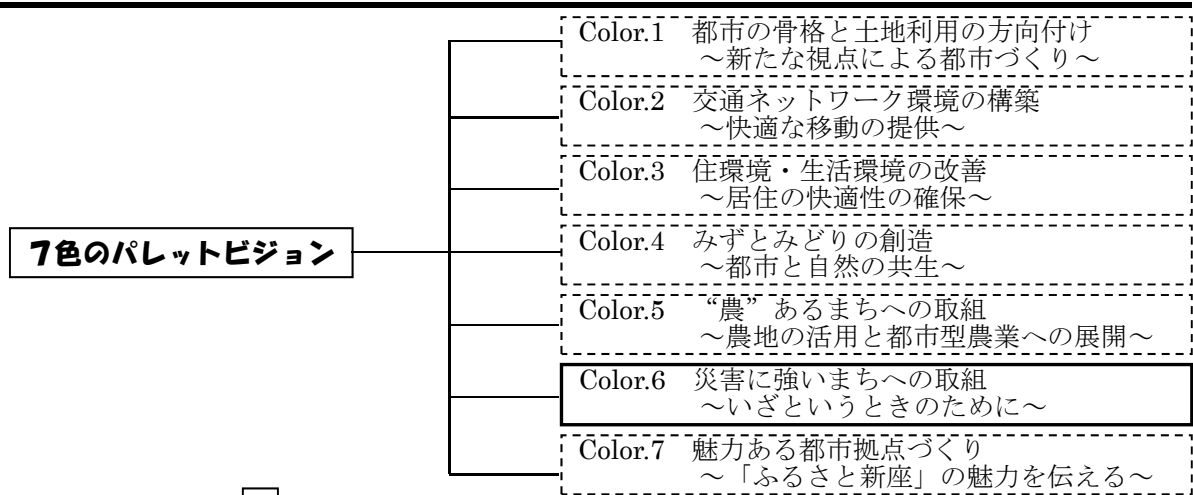 7色のパレットビジョン
Color.1 都市の骨格と土地利用の方向付け
～新たな視点による都市づくり～
Color.2 交通ネットワーク環境の構築
～快適な移動の提供～
Color.3 住環境・生活環境の改善
～居住の快適性の確保～
Color.4 みずとみどりの創造
～都市と自然の共生～
Color.5 “農”あるまちへの取組
～農地の活用と都市型農業への展開～
Color.6 災害に強いまちへの取組
～いざというときのために～
Color.7 魅力ある都市拠点づくり
～「ふるさと新座」の魅力を伝える～